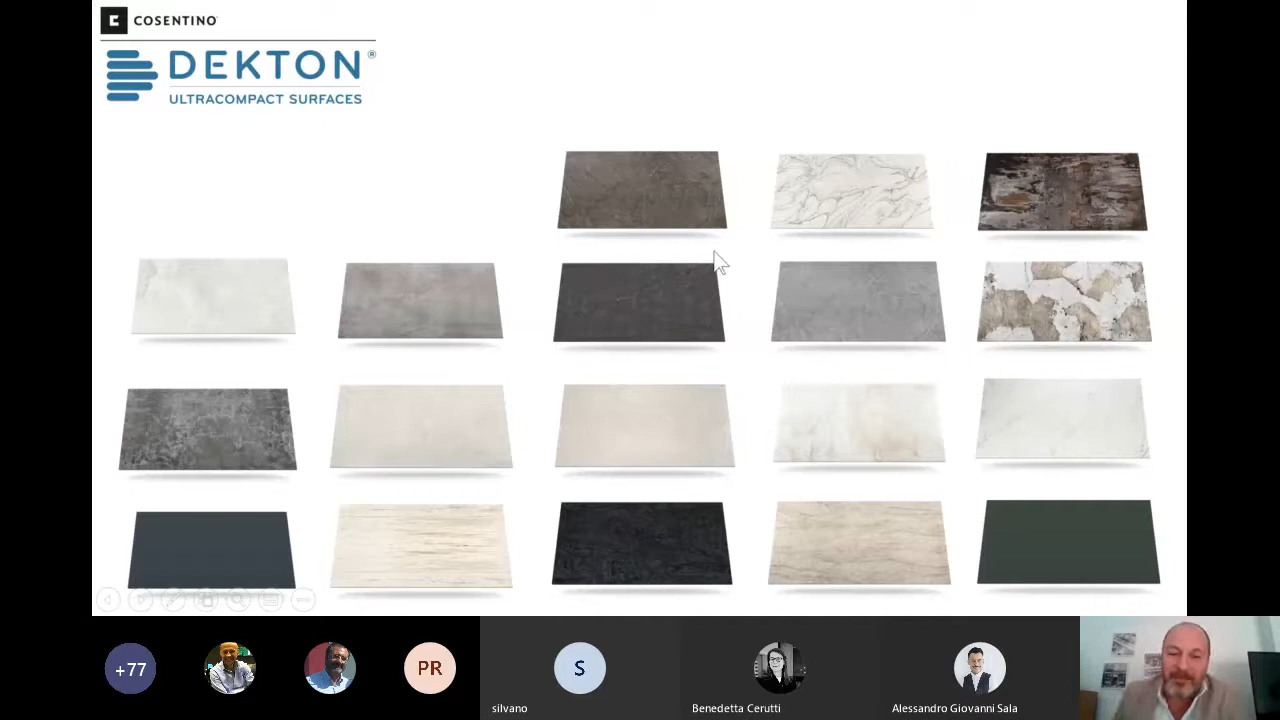 COSENTINO
DEKTON®
ULTRACOMPACT SURFACES
+77
PR
S
silvano
Benedetta Cerutti
Alessandro Giovanni Sala